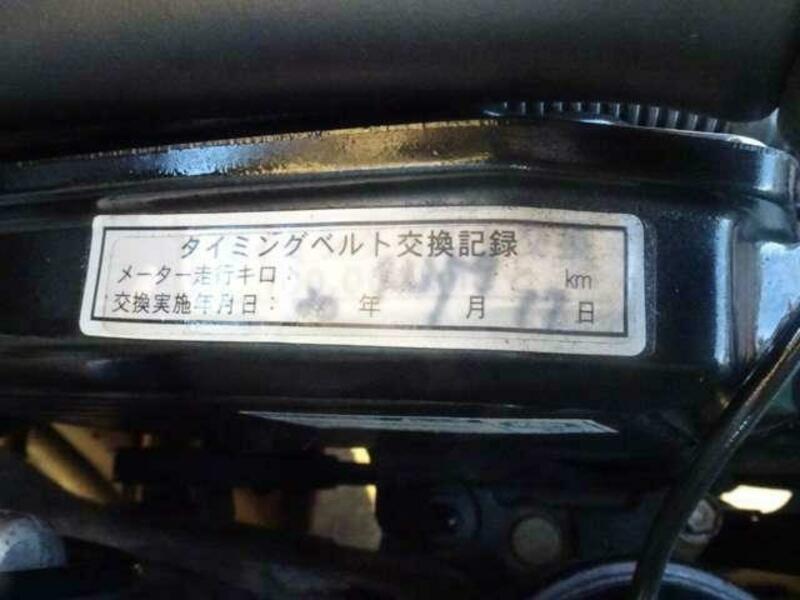 タイミングベルト交換記録
メーター走行キロ： km
交換実施年月日： 年 月 日